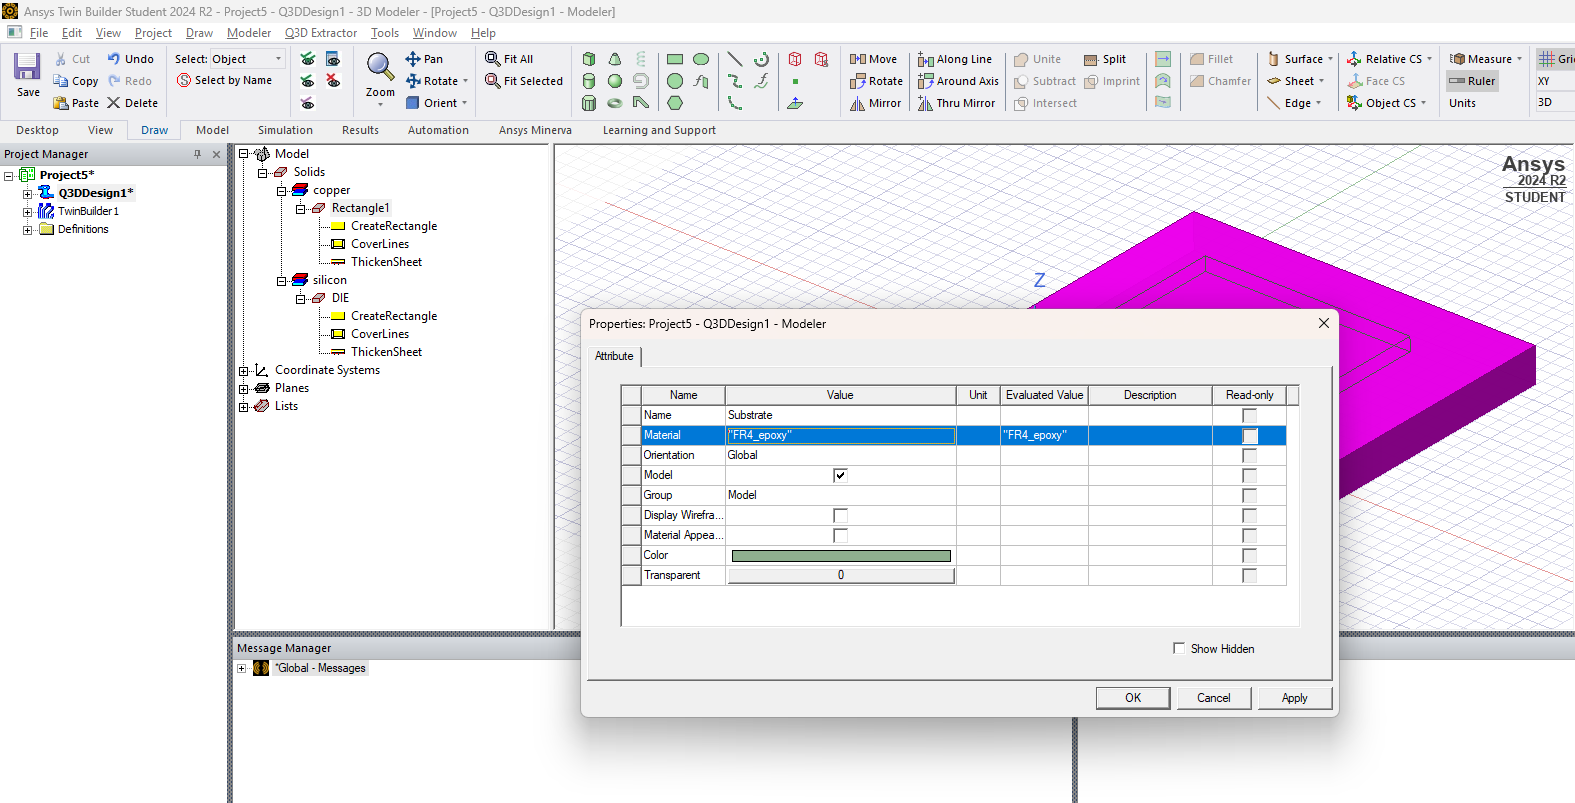 Ansys Twin Builder Student 2024 R2 - Project5 - Q3DDesign1 - 3D Modeler - [Project5 - Q3DDesign1 - Modeler]
File Edit View Project Draw Modeler Q3D Extractor Tools Window Help
Save
Cut Undo
Copy Redo
Paste Delete
Select: Object
Select by Name
Zoom
Pan
Rotate
Orient
Fit All
Fit Selected
Move
Rotate
Mirror
Along Line
Around Axis
Thru Mirror
Unite
Subtract
Intersect
Split
Imprint
Fillet
Chamfer
Surface
Sheet
Edge
Relative CS
Face CS
Object CS
Measure
Ruler
Units
Gri
XY
3D
Desktop View Draw Model Simulation Results Automation Ansys Minerva Learning and Support
Project Manager
Project5*
Q3DDesign1*
TwinBuilder1
Definitions
Model
Solids
copper
Rectangle1
CreateRectangle
CoverLines
ThickenSheet
silicon
DIE
CreateRectangle
CoverLines
ThickenSheet
Coordinate Systems
Planes
Lists
Ansys
2024 R2
STUDENT
Z
Properties: Project5 - Q3DDesign1 - Modeler
Attribute
Name Value Unit Evaluated Value Description Read-only
Name Substrate
Material "FR4_epoxy" "FR4_epoxy"
Orientation Global
Model
Group Model
Display Wirefra...
Material Appea...
Color
Transparent 0
Show Hidden
OK Cancel Apply
Message Manager
*Global - Messages